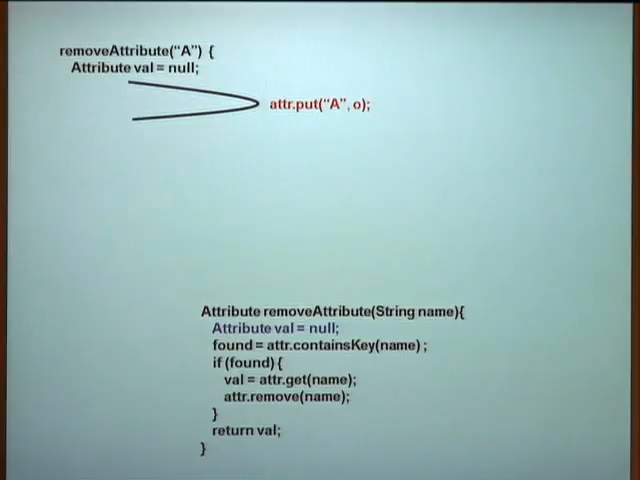 removeAttribute(“A”) {
Attribute val = null;
attr.put(“A”, o);
Attribute removeAttribute(String name){
Attribute val = null;
found = attr.containsKey(name) ;
if (found) {
val = attr.get(name);
attr.remove(name);
}
return val;
}